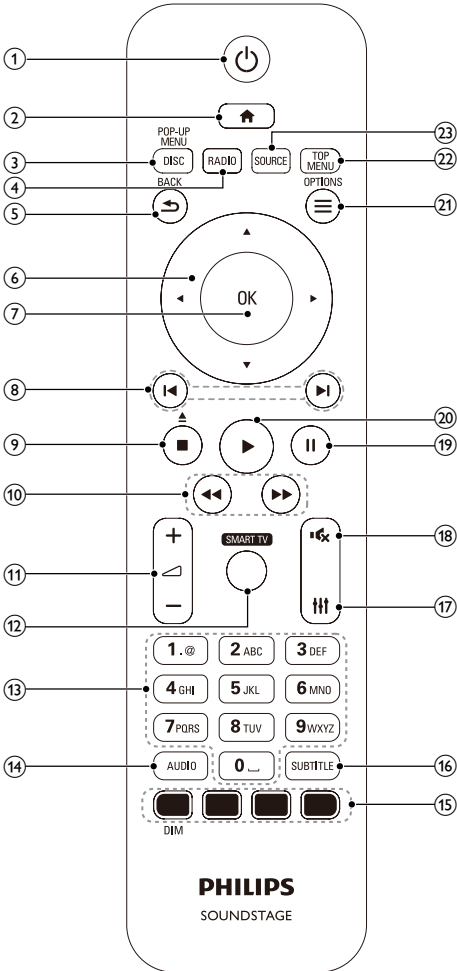 ①
② ㉓
POP-UP
MENU
③ DISC RADIO SOURCE TOP MENU ㉒
④
BACK OPTIONS
⑤ ㉑
⑥
OK
⑦
⑧
⑳
⑨ ⑲
⑩
SMART TV
⑱
⑪
⑰
⑫
1 .@ 2 ABC 3 DEF
⑬ 4 GHI 5 JKL 6 MNO
7 PQRS 8 TUV 9 WXYZ
⑭ AUDIO 0 SUBTITLE ⑯
⑮
DIM
PHILIPS
SOUNDSTAGE